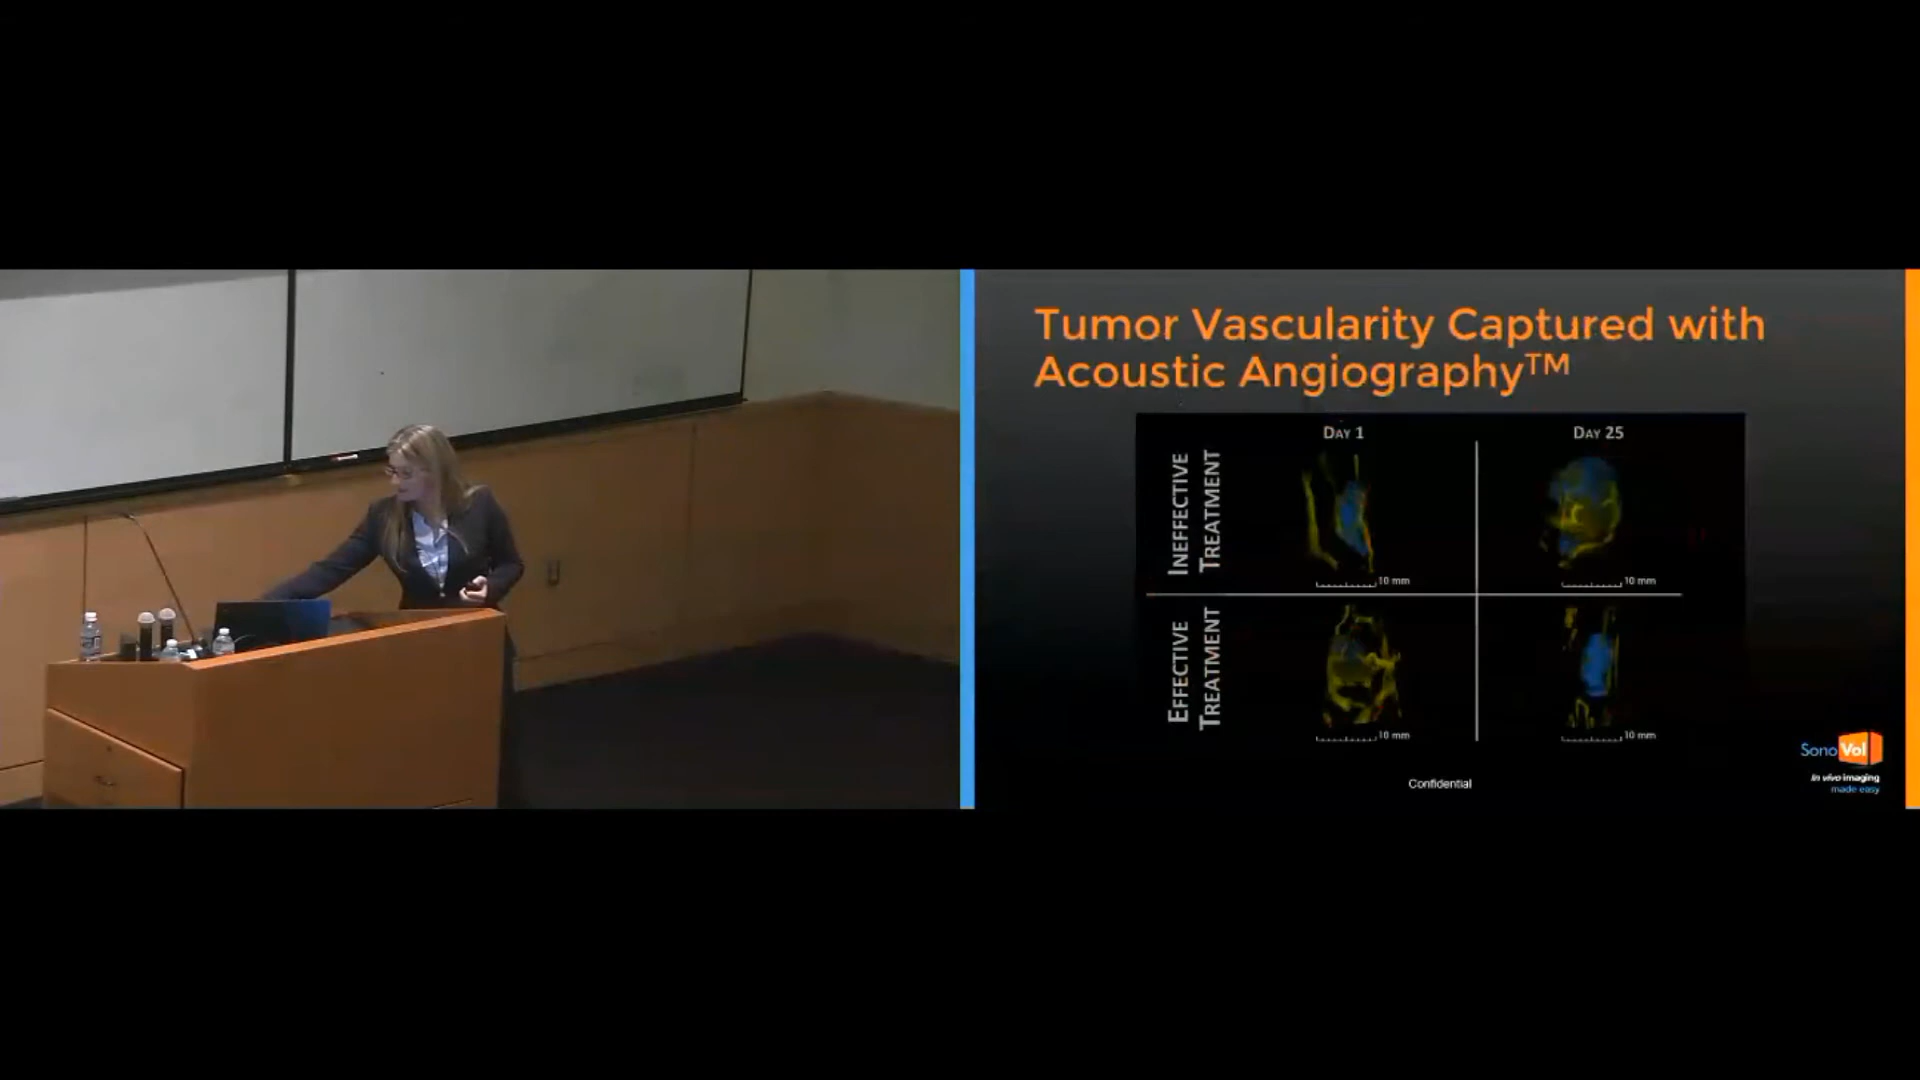 Tumor Vascularity Captured with
Acoustic Angiography™
DAY 1
DAY 25
INEFFECTIVE
TREATMENT
10 mm
10 mm
EFFECTIVE
TREATMENT
10 mm
10 mm
Confidential
SonoVol
In vivo imaging
made easy